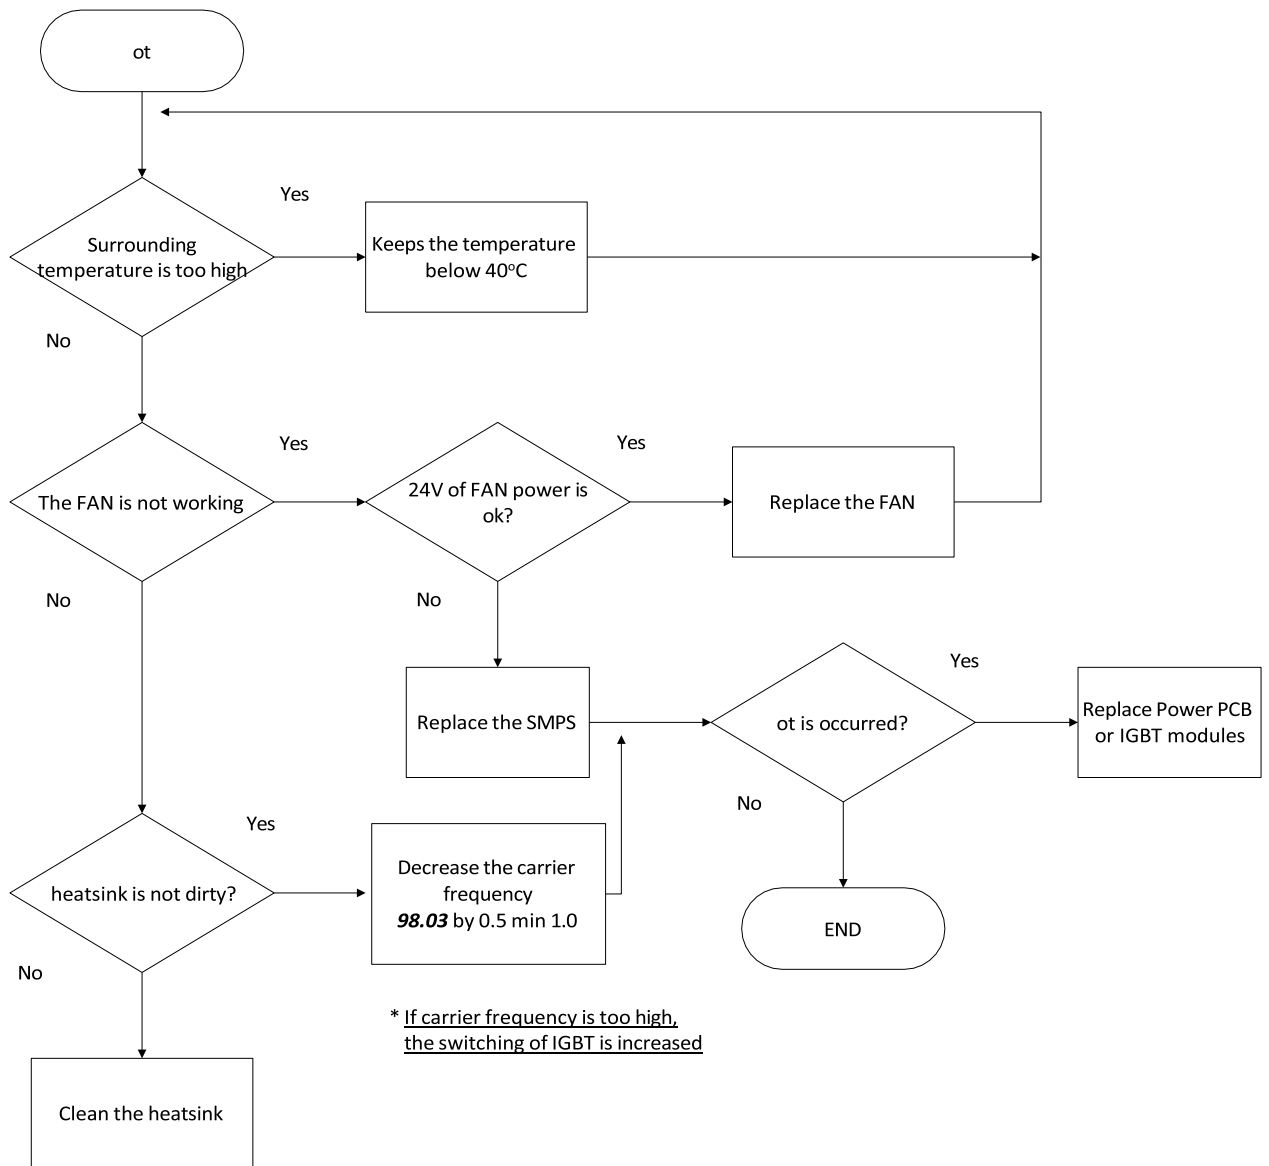 ot
Yes
Surrounding
temperature is too high
Keeps the temperature
below 40°C
No
Yes
Yes
The FAN is not working
24V of FAN power is
ok?
Replace the FAN
No
No
Yes
Replace the SMPS
ot is occurred?
Replace Power PCB
or IGBT modules
No
Yes
heatsink is not dirty?
Decrease the carrier
frequency
98.03 by 0.5 min 1.0
END
No
* If carrier frequency is too high,
the switching of IGBT is increased
Clean the heatsink